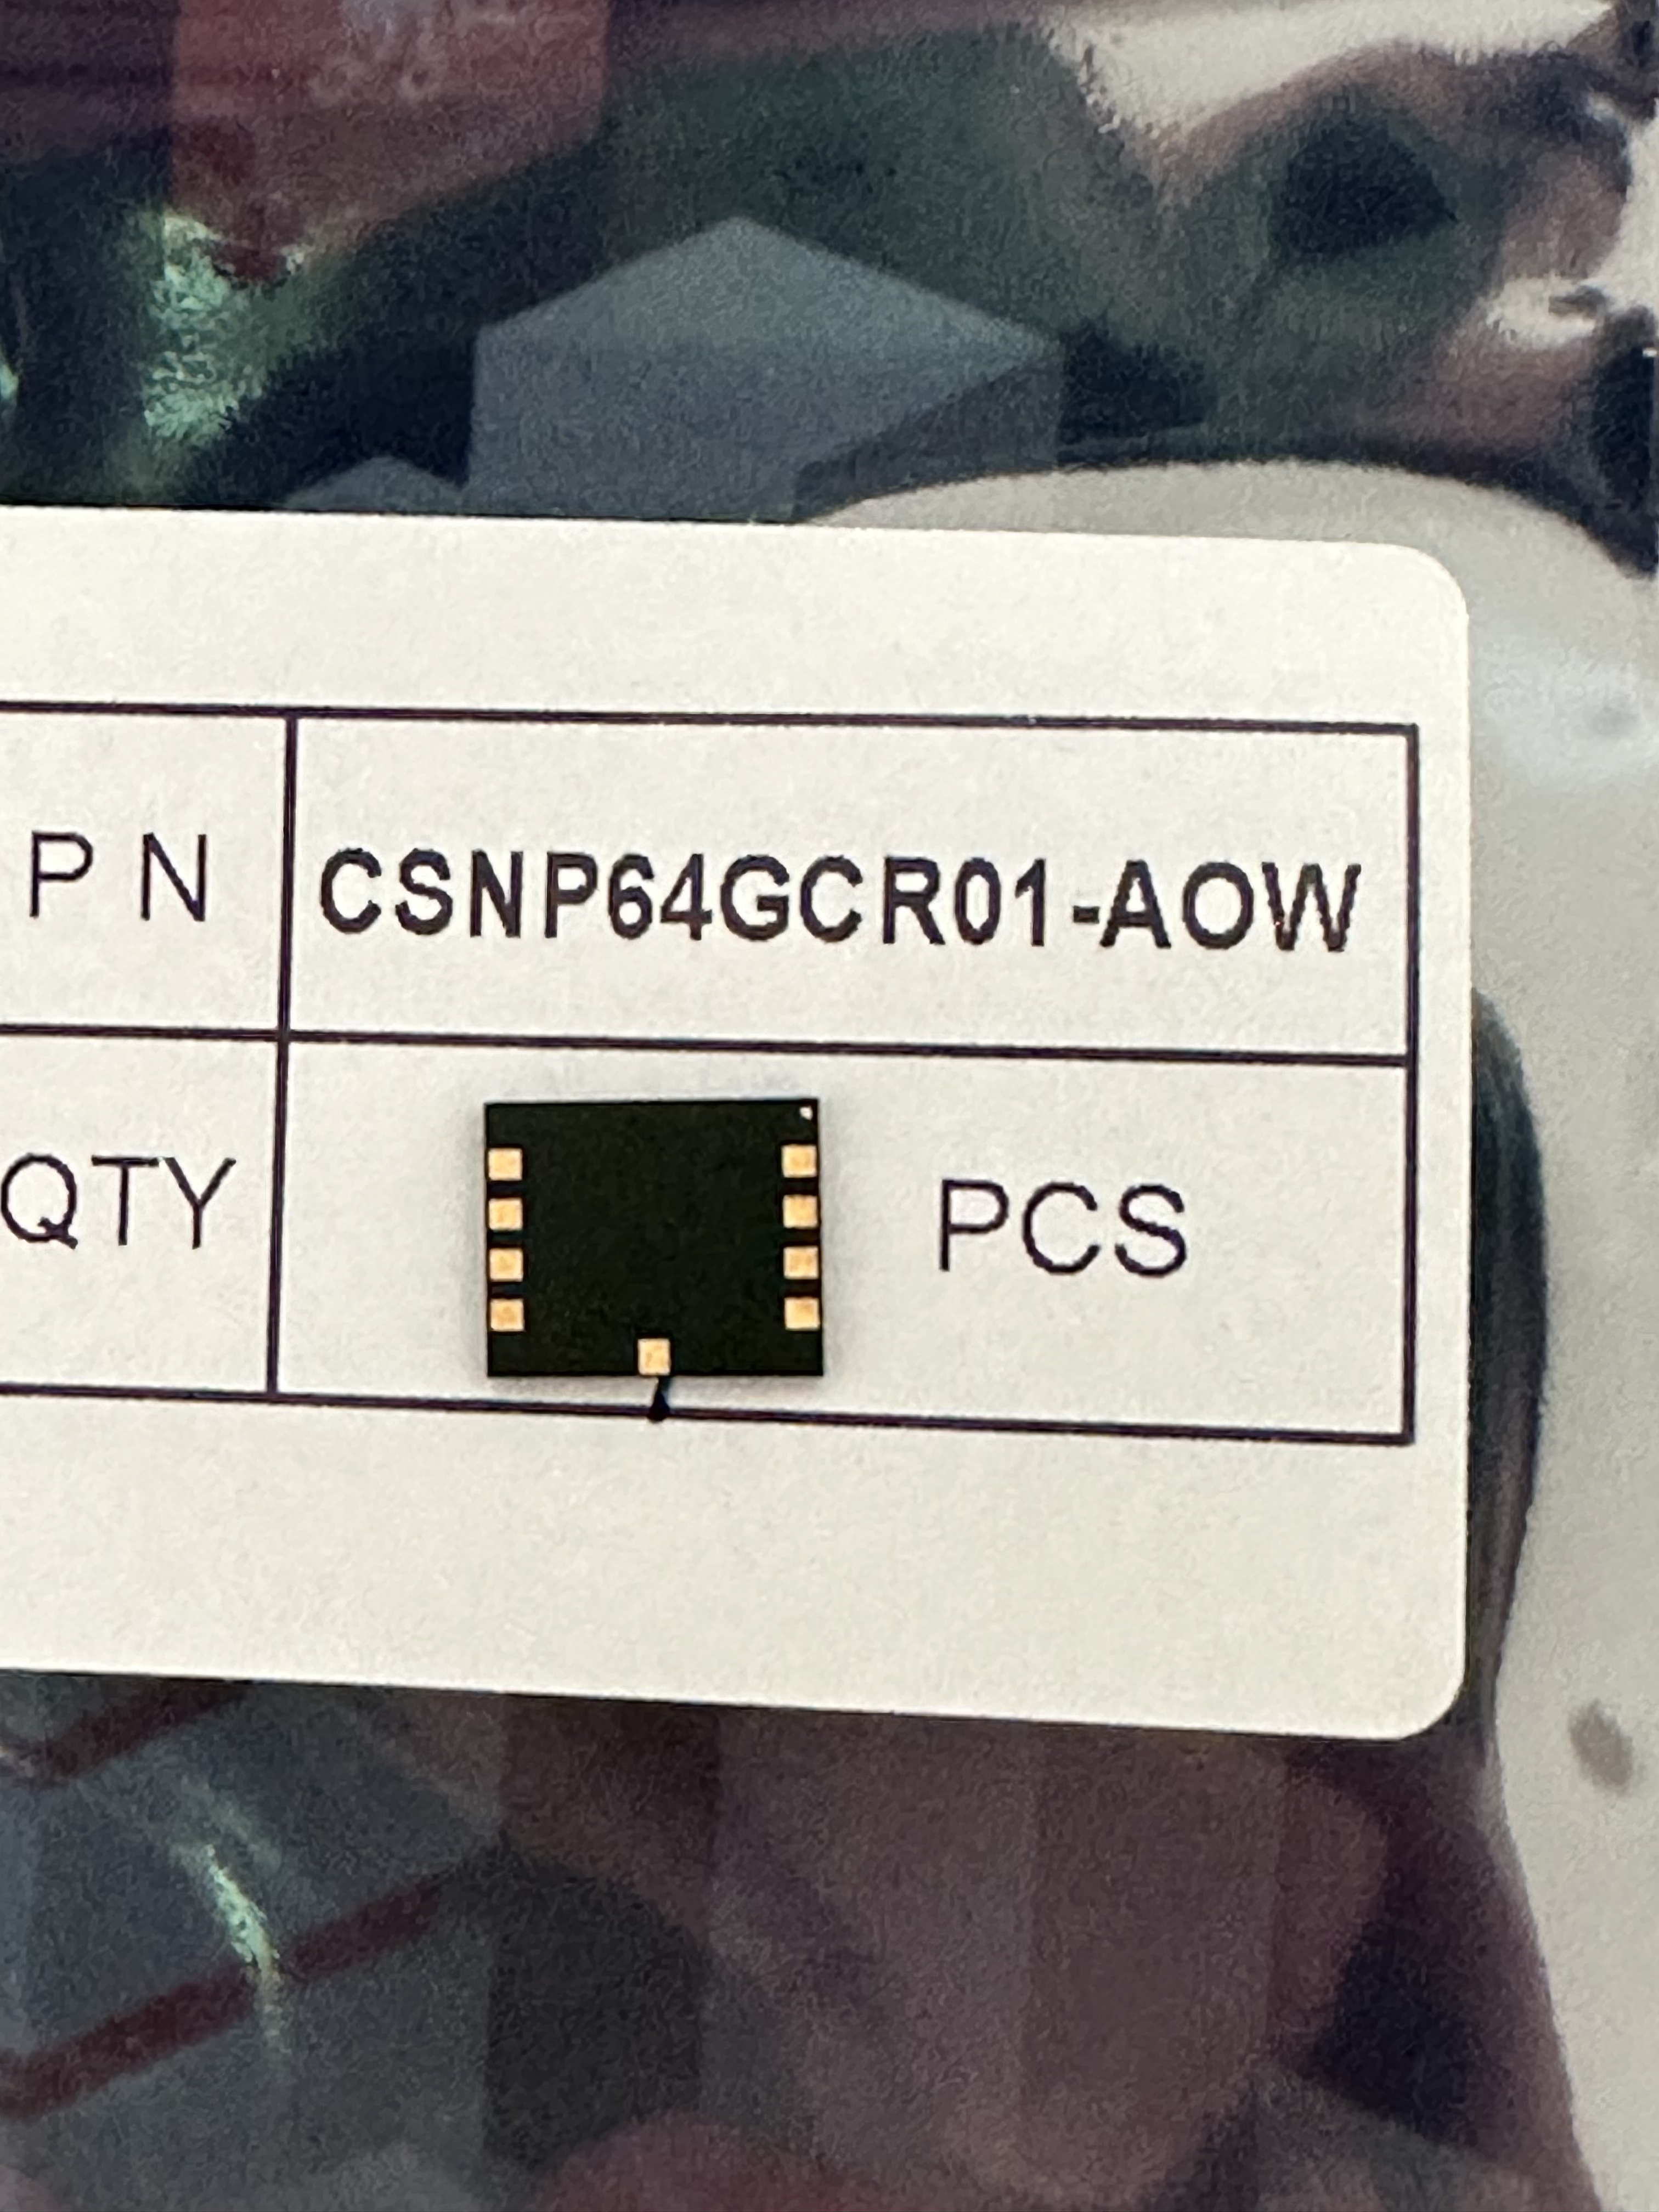 P N CSNP64GCR01-AOW
QTY PCS